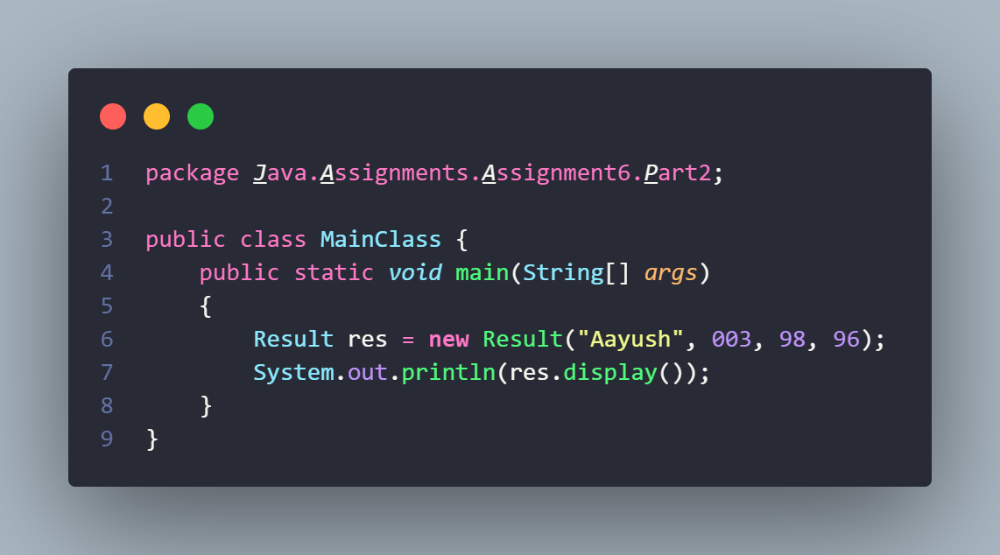 1 package Java.Assignments.Assignment6.Part2;
2
3 public class MainClass {
4     public static void main(String[] args)
5     {
6         Result res = new Result("Aayush", 003, 98, 96);
7         System.out.println(res.display());
8     }
9 }